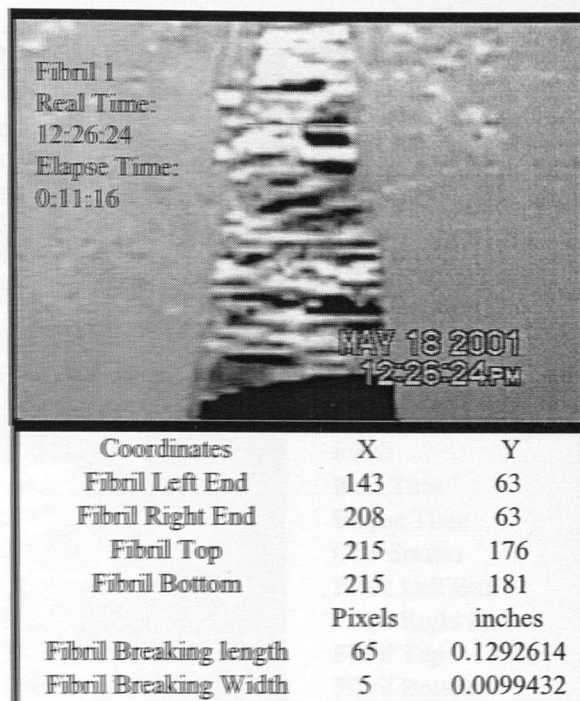 Fibril 1
Real Time:
12:26:24
Elapse Time:
0:11:16
MAY 18 2001
12:26:24PM
Coordinates X Y
Fibril Left End 143 63
Fibril Right End 208 63
Fibril Top 215 176
Fibril Bottom 215 181
Pixels inches
Fibril Breaking length 65 0.1292614
Fibril Breaking Width 5 0.0099432